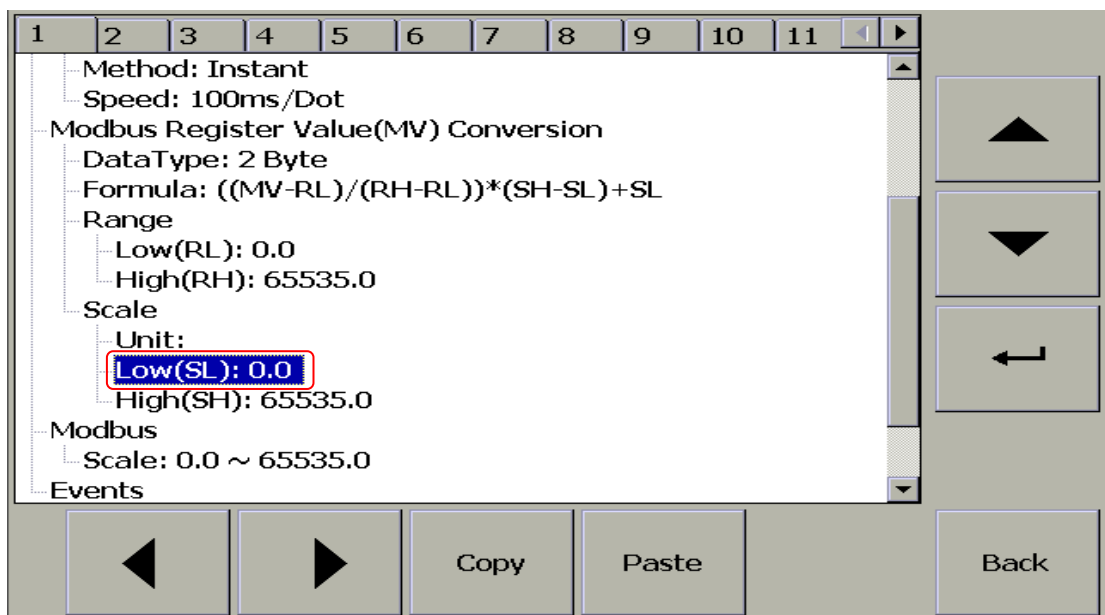 1 2 3 4 5 6 7 8 9 10 11
Method: Instant
Speed: 100ms/Dot
Modbus Register Value(MV) Conversion
DataType: 2 Byte
Formula: ((MV-RL)/(RH-RL))*(SH-SL)+SL
Range
Low(RL): 0.0
High(RH): 65535.0
Scale
Unit:
Low(SL): 0.0
High(SH): 65535.0
Modbus
Scale: 0.0 ~ 65535.0
Events
Copy Paste Back